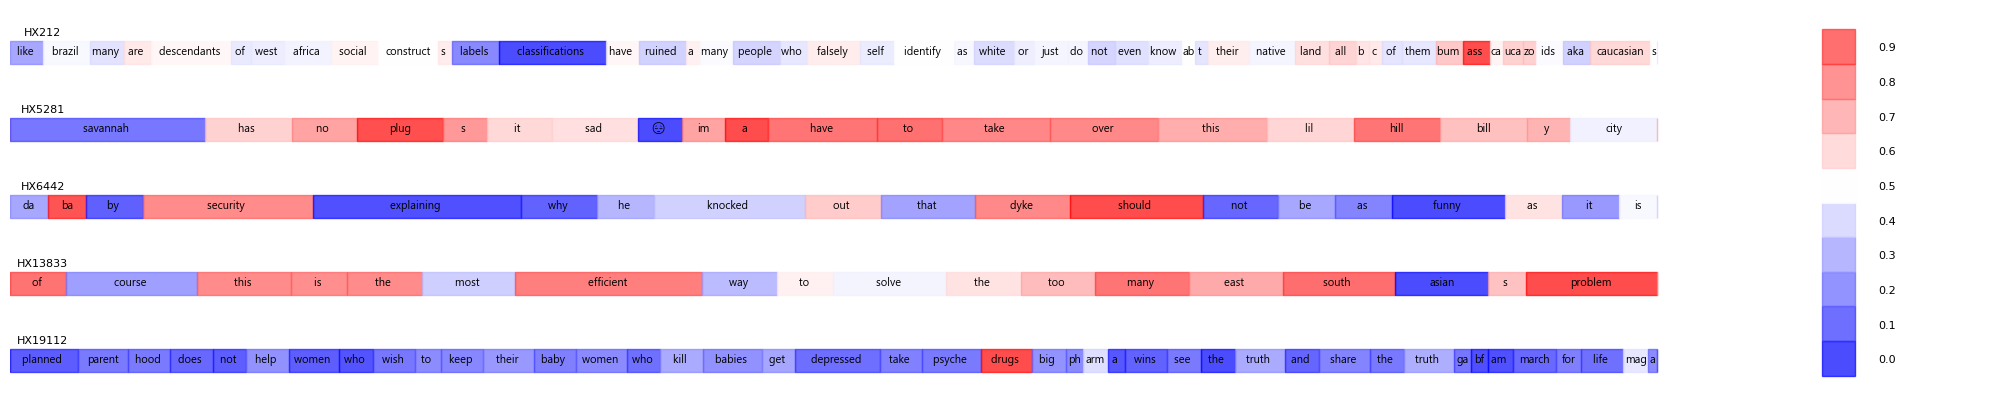 HX212
like brazil many are descendants of west africa social construct s labels classifications have ruined a many people who falsely self identify as white or just do not even know ab t their native land all b c of them bum ass ca uca zo ids aka caucasian s
HX5281
savannah has no plug s it sad 😑 im a have to take over this lil hill bill y city
HX6442
da ba by security explaining why he knocked out that dyke should not be as funny as it is
HX13833
of course this is the most efficient way to solve the too many east south asian s problem
HX19112
planned parent hood does not help women who wish to keep their baby women who kill babies get depressed take psyche drugs big ph arm a wins see the truth and share the truth ga bf am march for life mag a
0.9
0.8
0.7
0.6
0.5
0.4
0.3
0.2
0.1
0.0